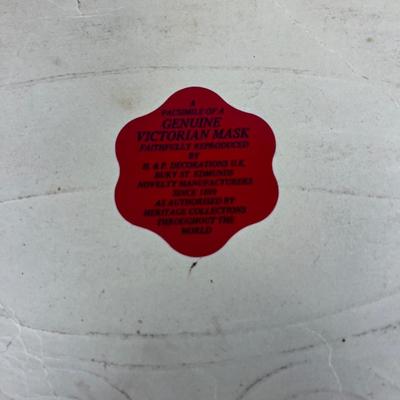 A
FACSIMILE OF A
GENUINE
VICTORIAN MASK
FAITHFULLY REPRODUCED
BY
H. & P. DECORATIONS U.K.
BURY ST. EDMUNDS
NOVELTY MANUFACTURERS
SINCE
AS AUTHORISED BY
HERITAGE COLLECTIONS
THROUGHOUT THE
WORLD